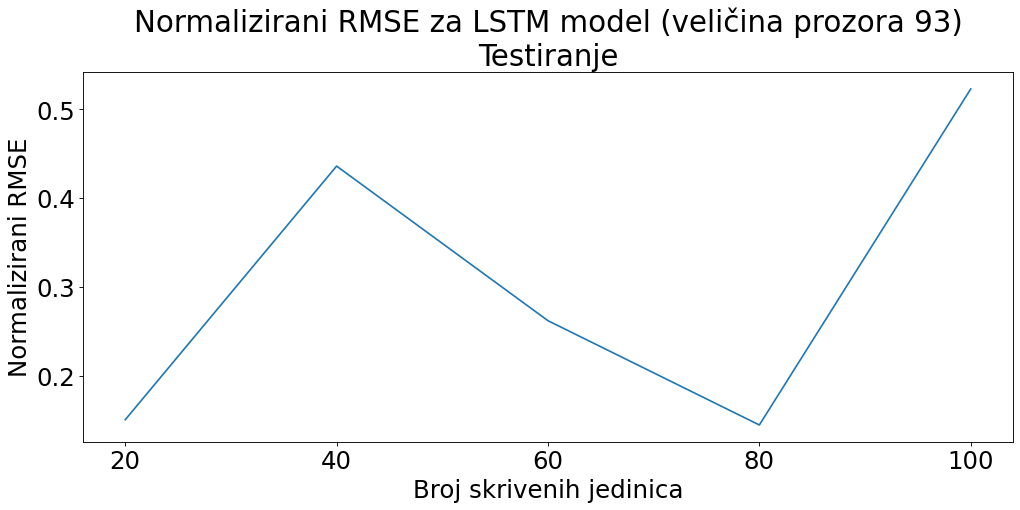 Normalizirani RMSE za LSTM model (veličina prozora 93)
Testiranje
Normalizirani RMSE
0.5
0.4
0.3
0.2
20 40 60 80 100
Broj skrivenih jedinica